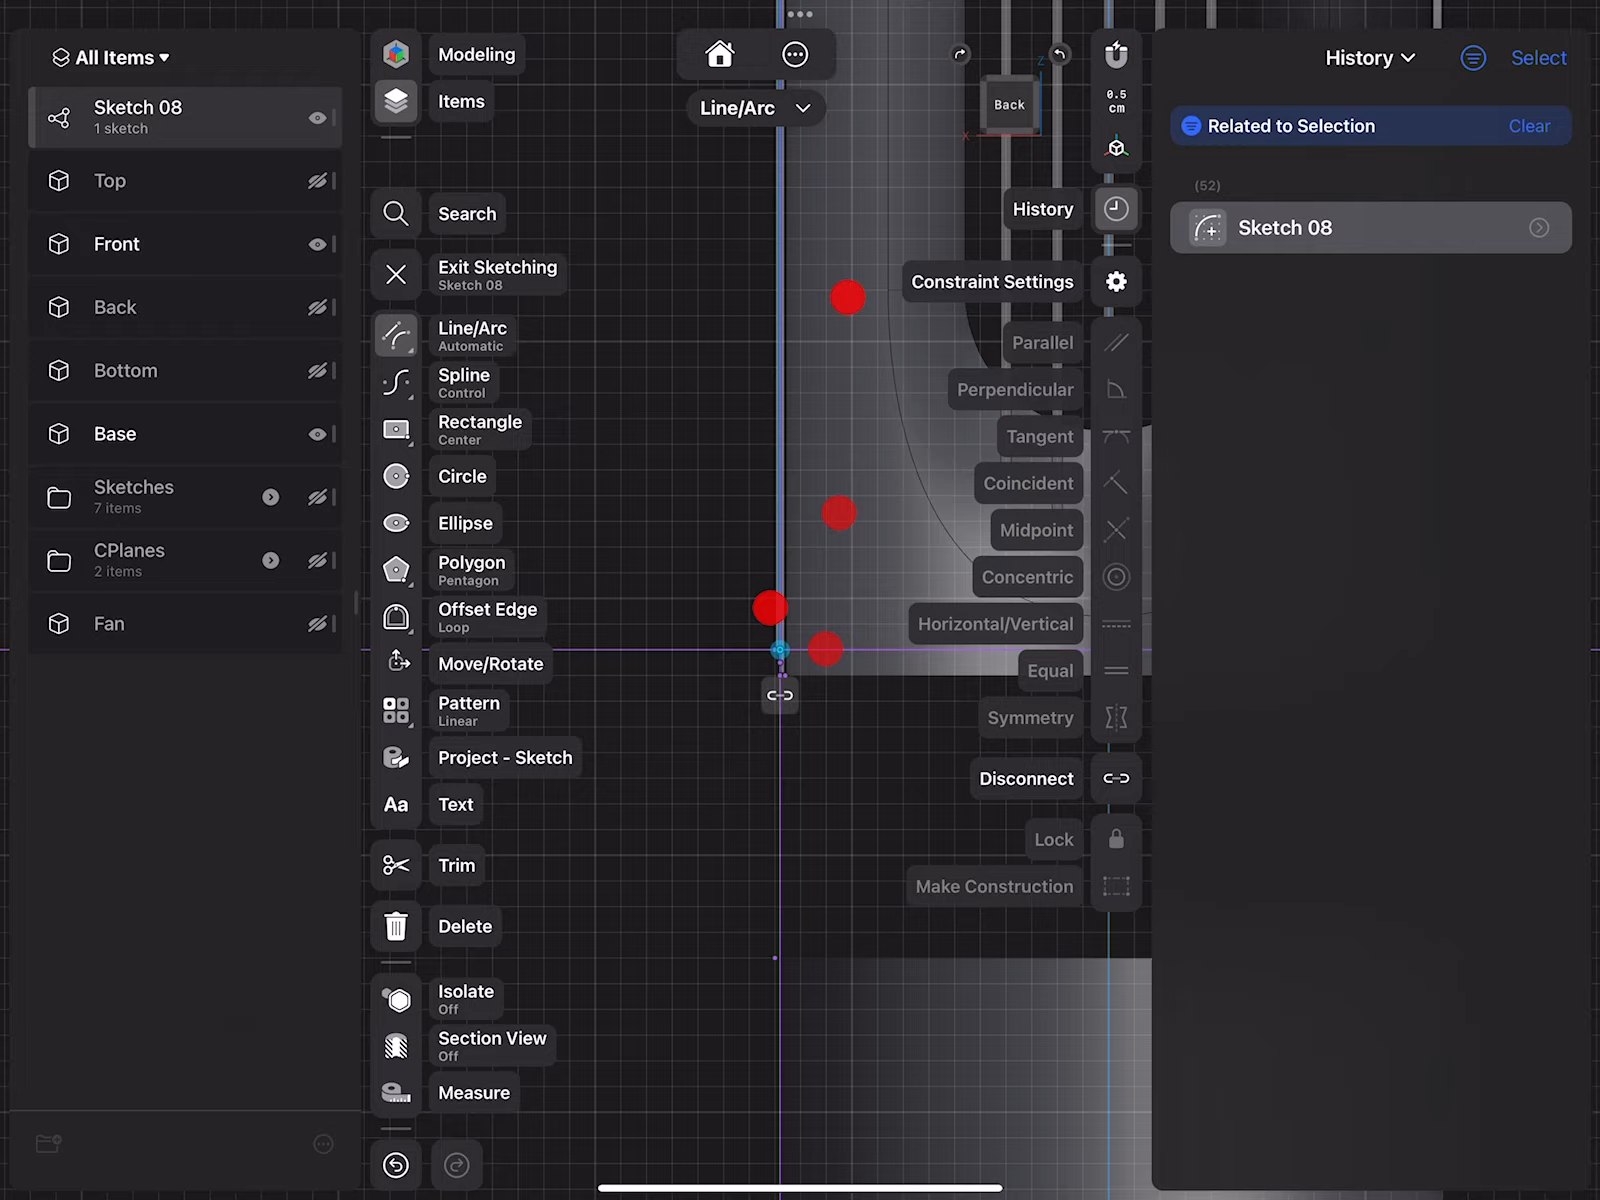 All Items
Sketch 08
1 sketch
Top
Front
Back
Bottom
Base
Sketches
7 items
CPlanes
2 items
Fan
Modeling
Items
Search
Exit Sketching
Sketch 08
Line/Arc
Automatic
Spline
Control
Rectangle
Center
Circle
Ellipse
Polygon
Pentagon
Offset Edge
Loop
Move/Rotate
Pattern
Linear
Project - Sketch
Aa
Text
Trim
Delete
Isolate
Off
Section View
Off
Measure
Line/Arc
Back
Z
X
0.5
cm
History
Constraint Settings
Parallel
Perpendicular
Tangent
Coincident
Midpoint
Concentric
Horizontal/Vertical
Equal
Symmetry
Disconnect
Lock
Make Construction
History
Select
Related to Selection
Clear
(52)
Sketch 08